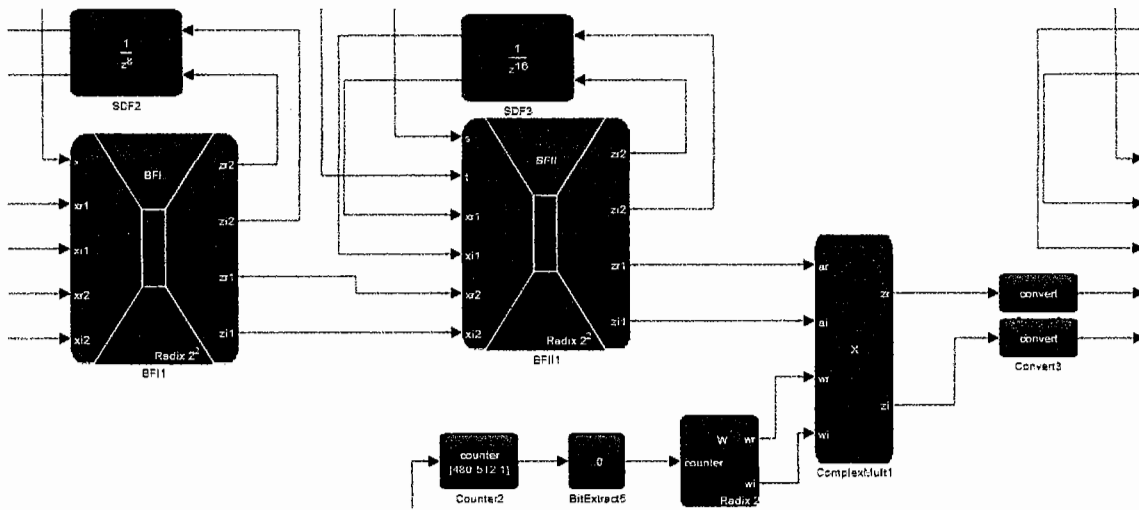 1
z8
SDF2
BFI
zr2
xr1
zi2
xi1
zr1
xr2
xi2
zi1
Radix 2²
BFI1
1
z16
SDF3
s
BFII
zr2
t
xr1
zi2
xi1
zr1
xr2
xi2
zi1
Radix 2²
BFII1
ar
zr
ai
X
wr
zi
wi
ComplexMult1
convert
convert
Convert3
counter
[480 512 1]
Counter2
0
BitExtract5
W
wr
counter
wi
Radix 2